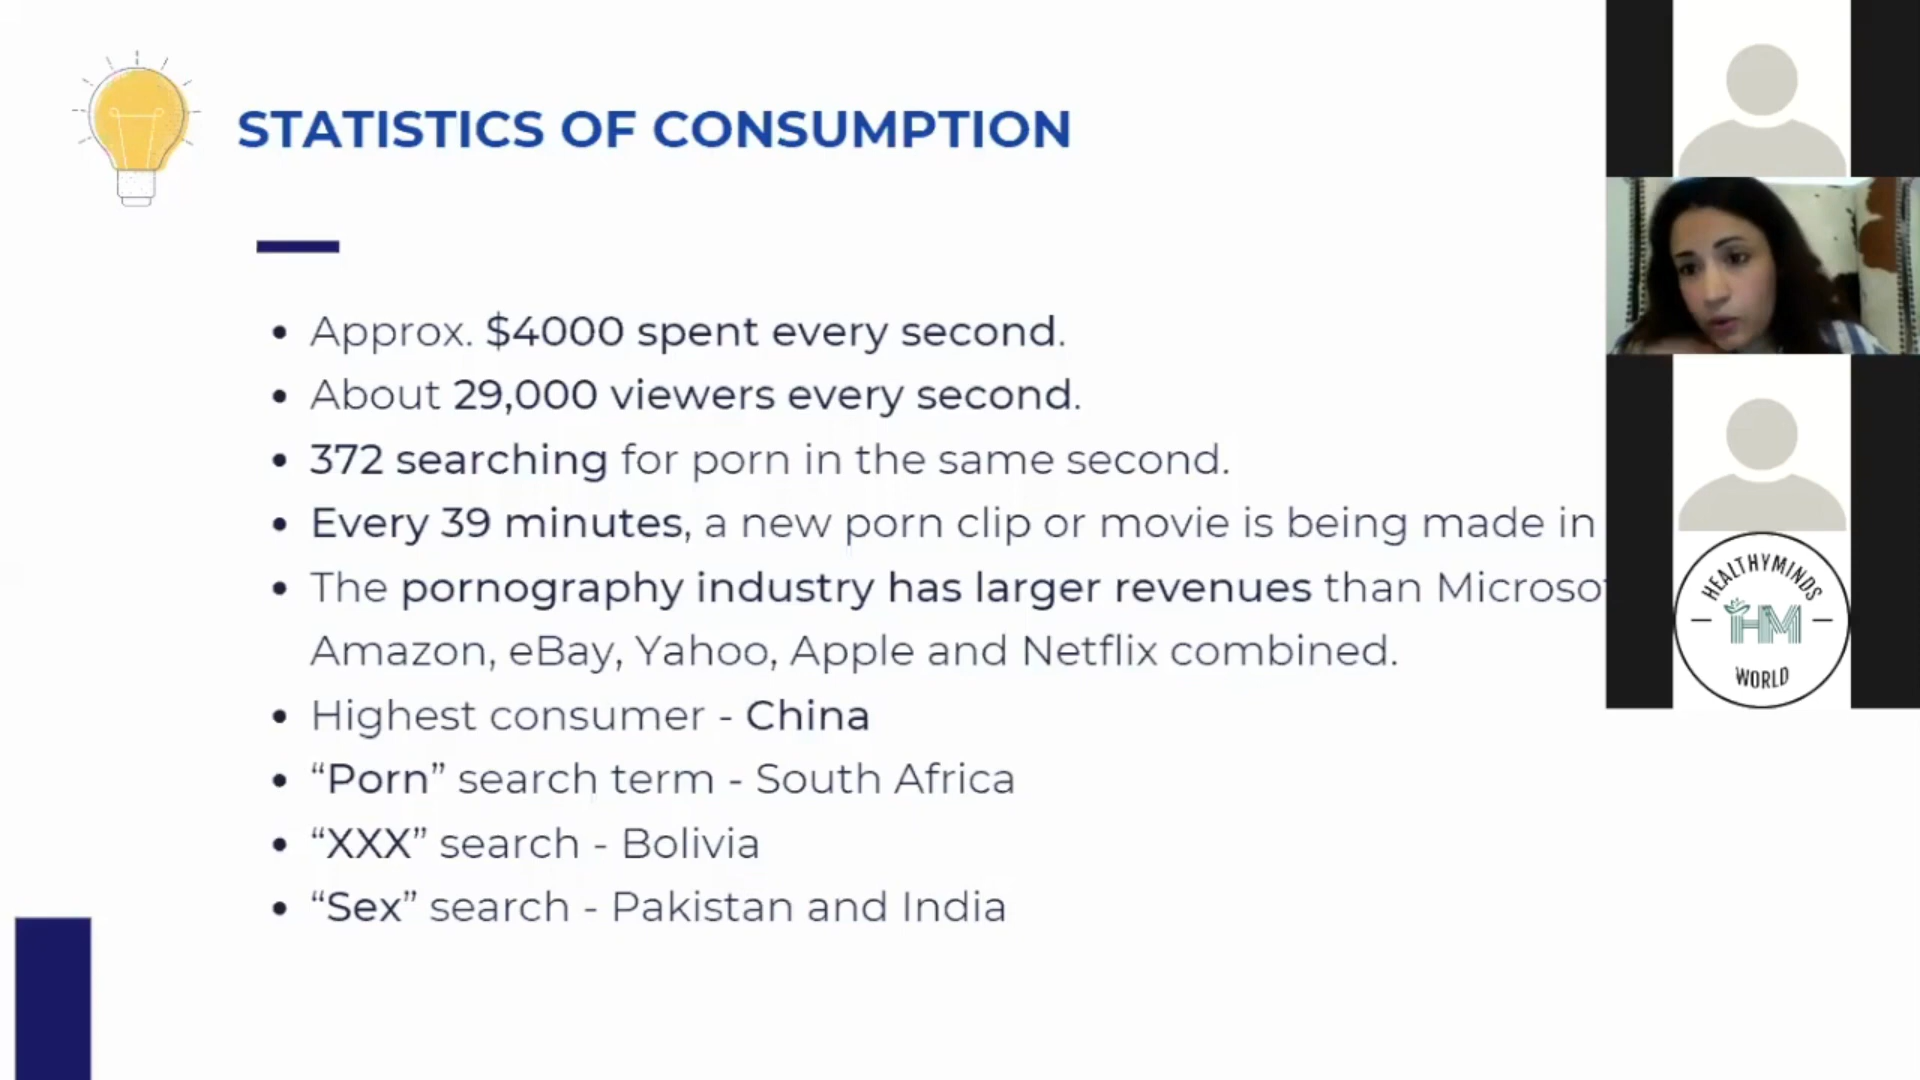 STATISTICS OF CONSUMPTION
• Approx. $4000 spent every second.
• About 29,000 viewers every second.
• 372 searching for porn in the same second.
• Every 39 minutes, a new porn clip or movie is being made in
• The pornography industry has larger revenues than
Amazon, eBay, Yahoo, Apple and Netflix combined.
• Highest consumer - China
• “Porn” search term - South Africa
• “XXX” search - Bolivia
• “Sex” search - Pakistan and India
HEALTHYMINDS
HM
WORLD